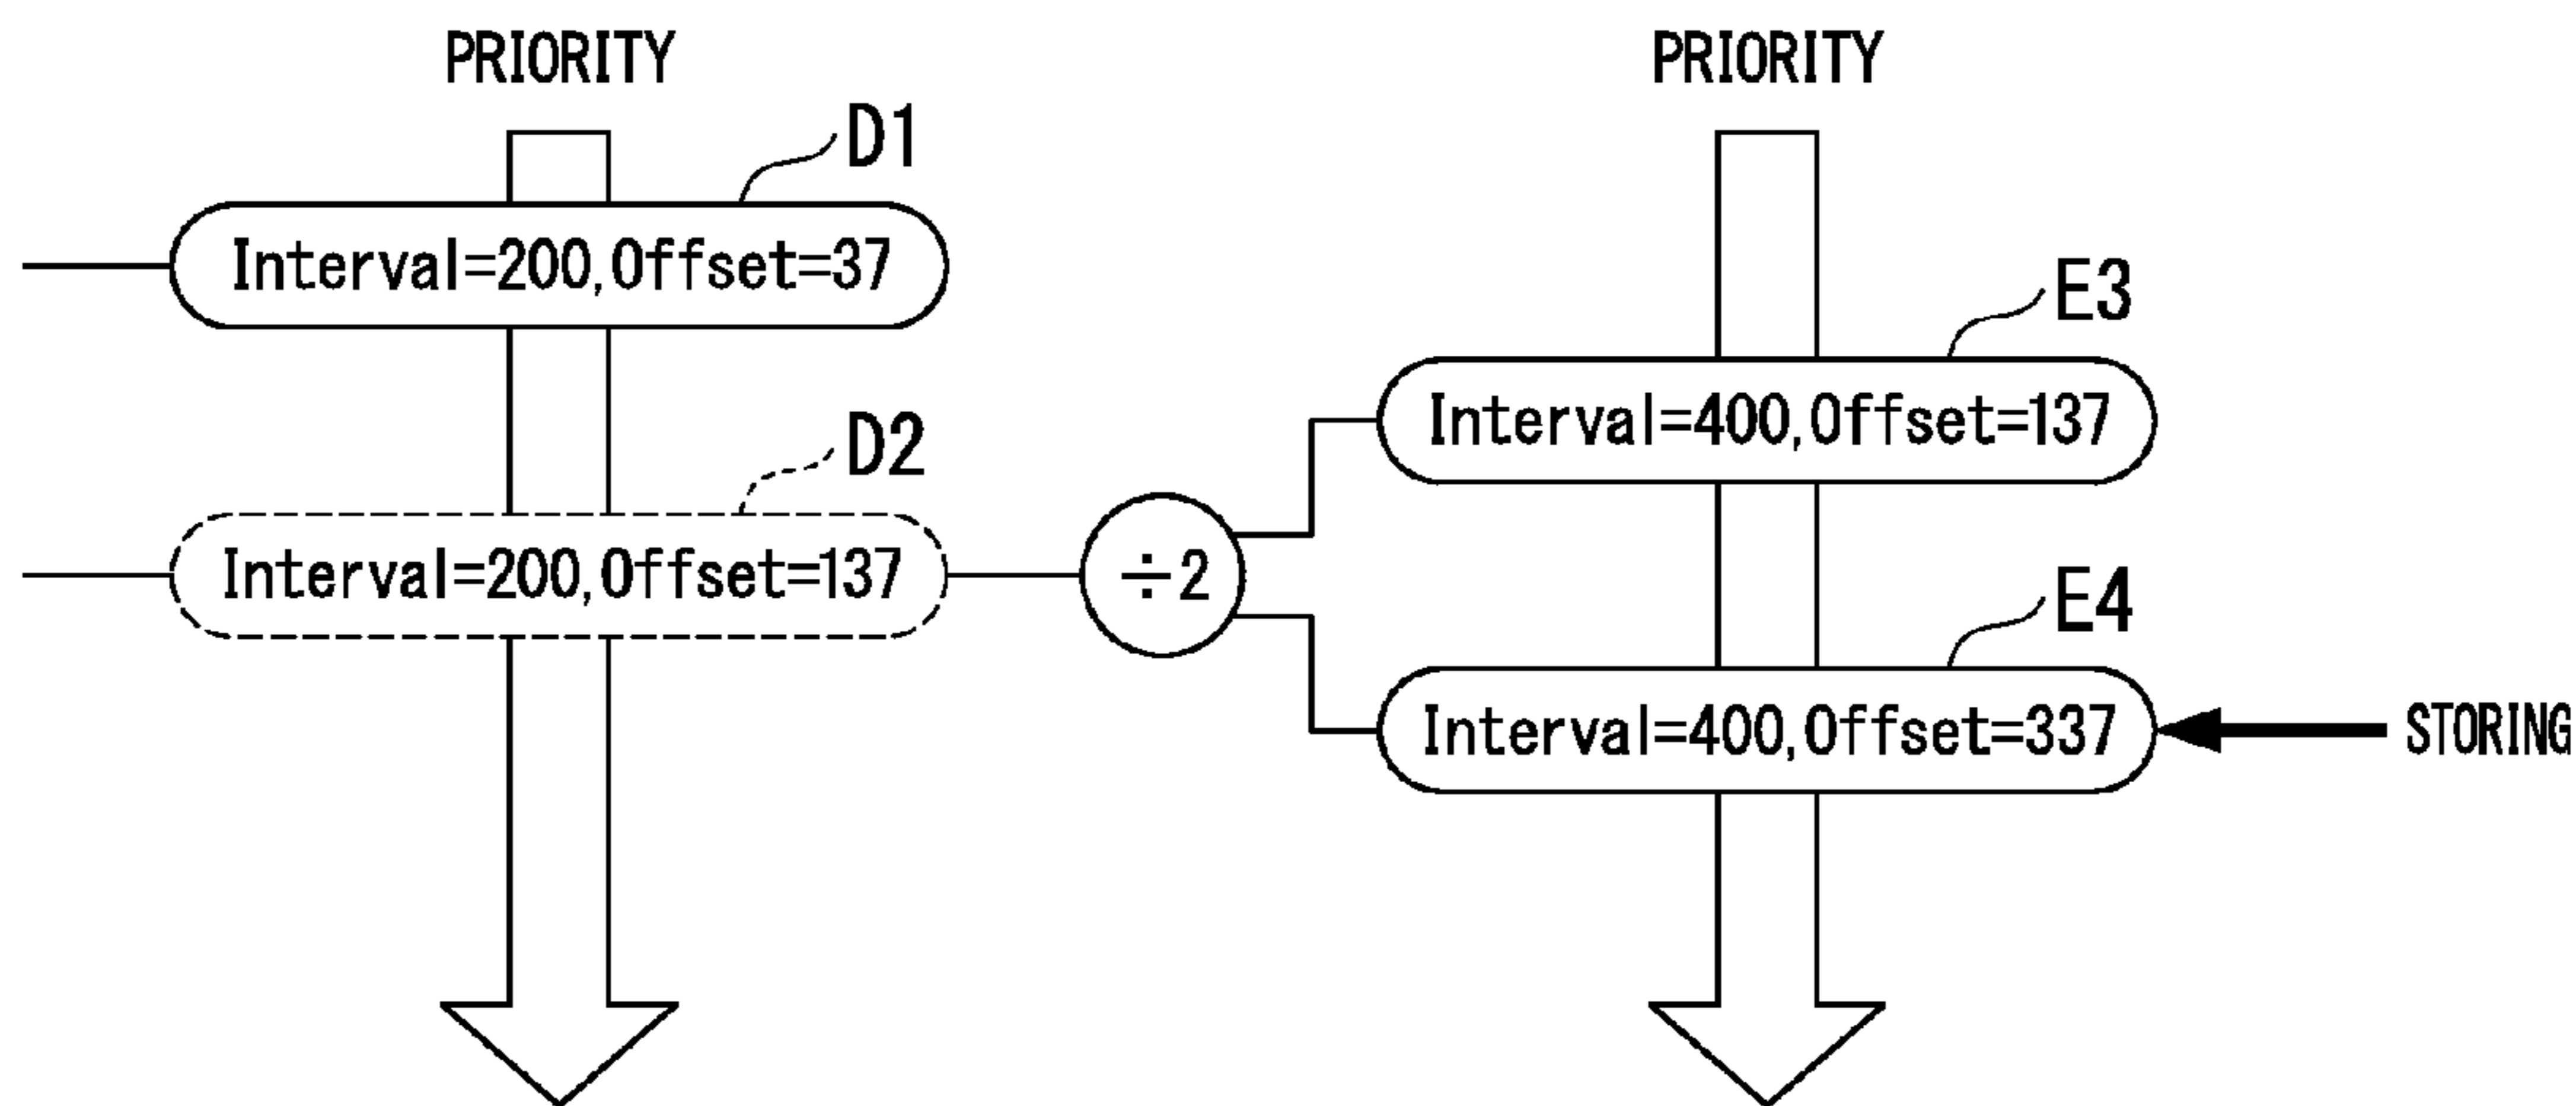 PRIORITY
PRIORITY
D1
Interval=200,Offset=37
E3
Interval=400,Offset=137
D2
Interval=200,Offset=137
÷2
E4
Interval=400,Offset=337
STORING